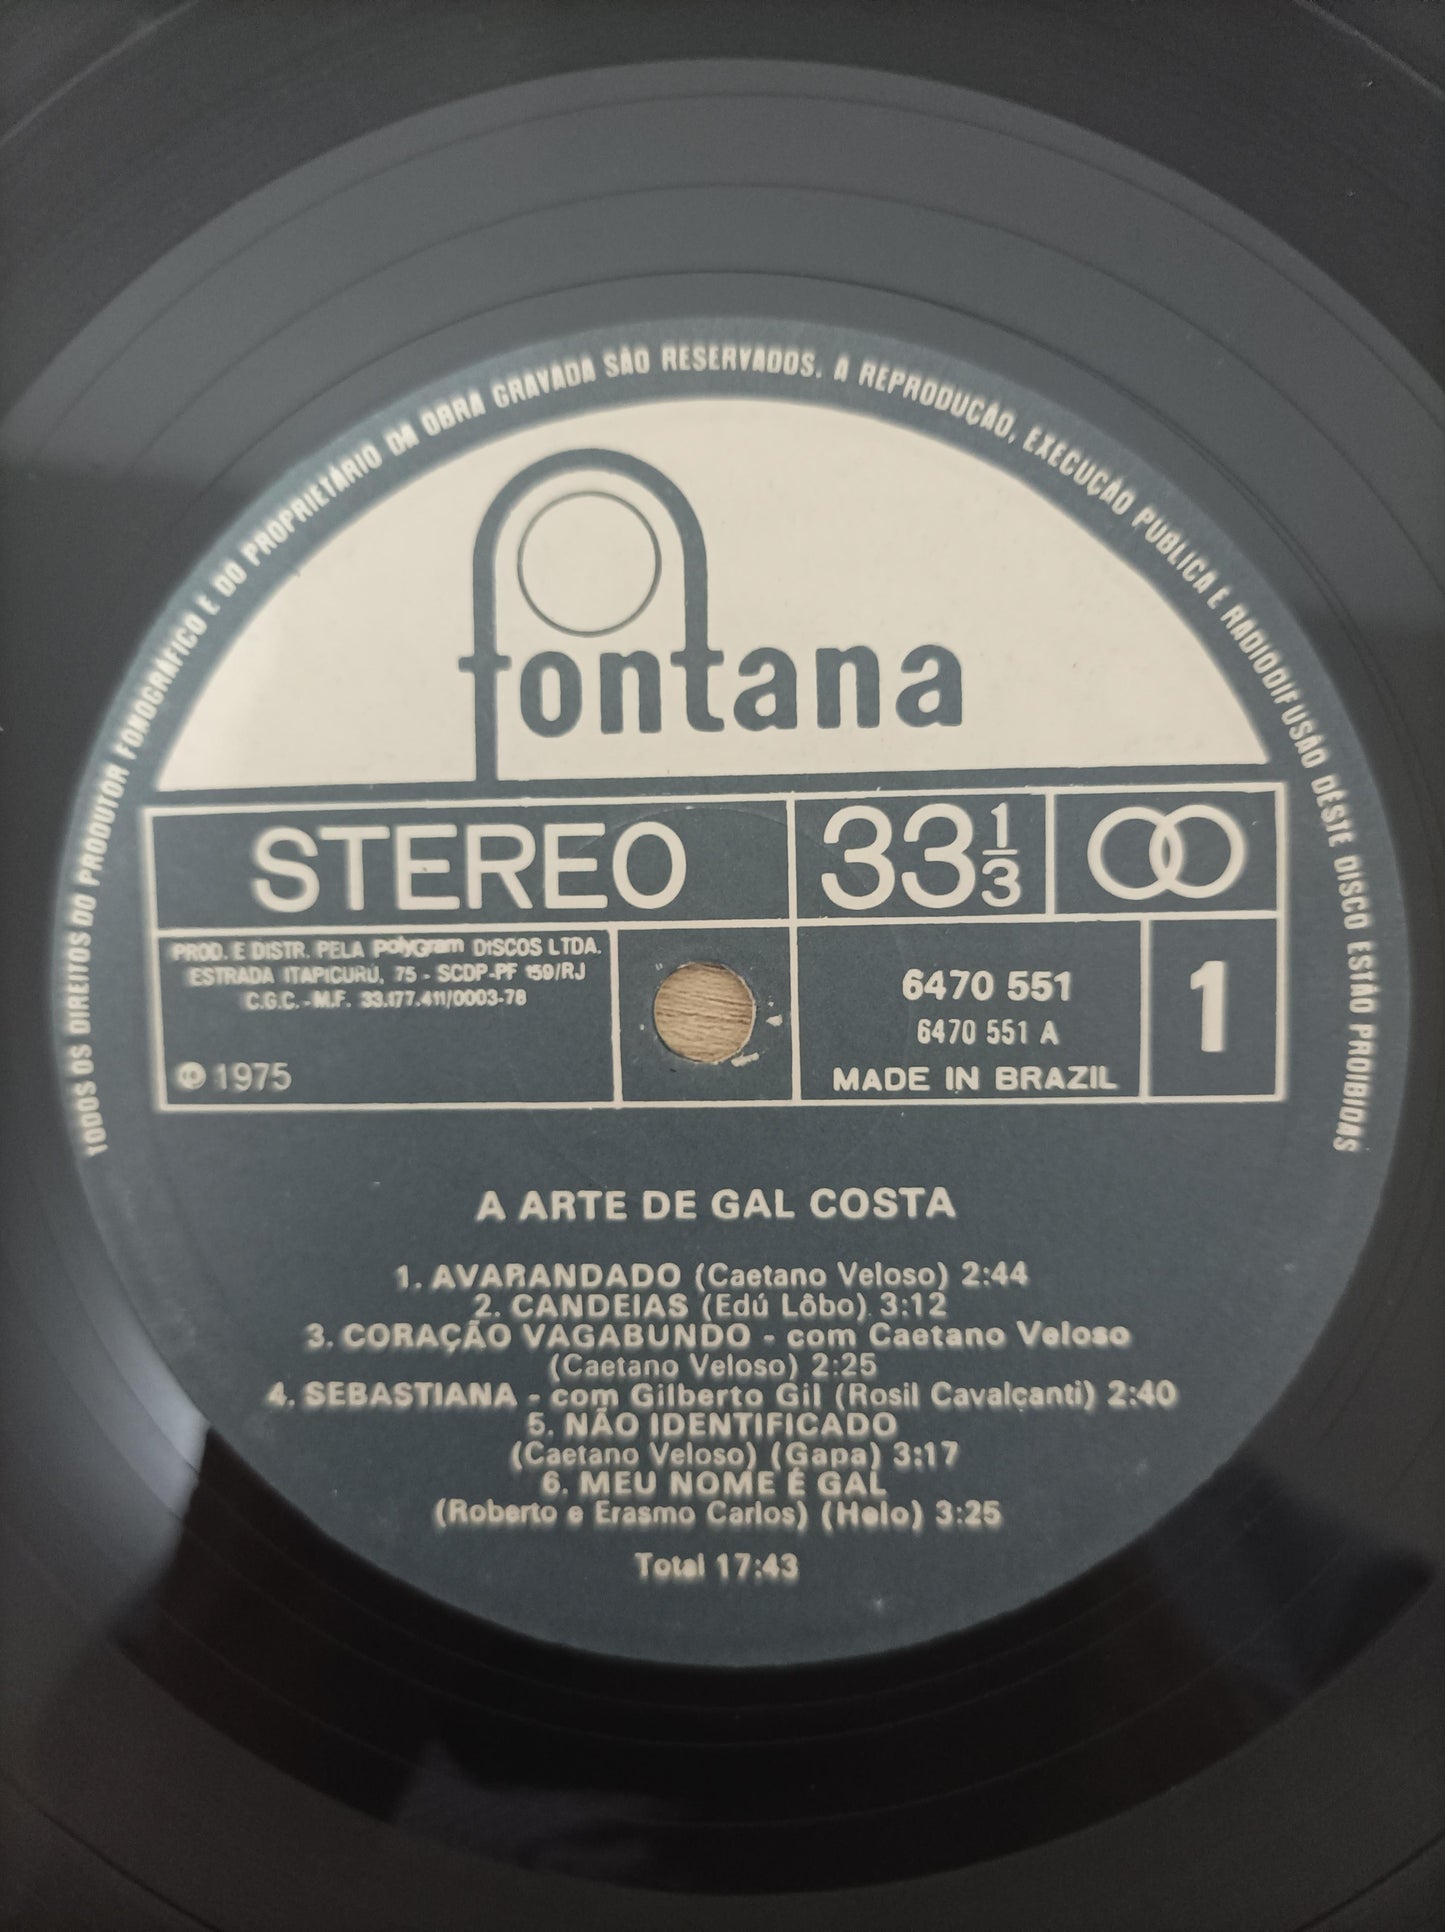 TODOS OS DIREITOS DO PRODUTOR FONOGRÁFICO E DO PROPRIETÁRIO DA OBRA GRAVADA SÃO RESERVADOS. A REPRODUÇÃO, EXECUÇÃO PUBLICA E RADIODIFUSÃO DÊSTE DISCO ESTÃO PROIBIDAS
fontana
STEREO
33 1/3
PROD. E DISTR. PELA PolyGram DISCOS LTDA.
ESTRADA ITAPICURÚ, 75 - SCDP-PF 159/RJ
C.G.C. - M.F. 33.177.411/0003-78
℗ 1975
6470 551
6470 551 A
MADE IN BRAZIL
1
A ARTE DE GAL COSTA
1. AVARANDADO (Caetano Veloso) 2:44
2. CANDEIAS (Edú Lôbo) 3:12
3. CORAÇÃO VAGABUNDO - com Caetano Veloso
(Caetano Veloso) 2:25
4. SEBASTIANA - com Gilberto Gil (Rosil Cavalcanti) 2:40
5. NÃO IDENTIFICADO
(Caetano Veloso) (Gapa) 3:17
6. MEU NOME É GAL
(Roberto e Erasmo Carlos) (Helo) 3:25
Total 17:43